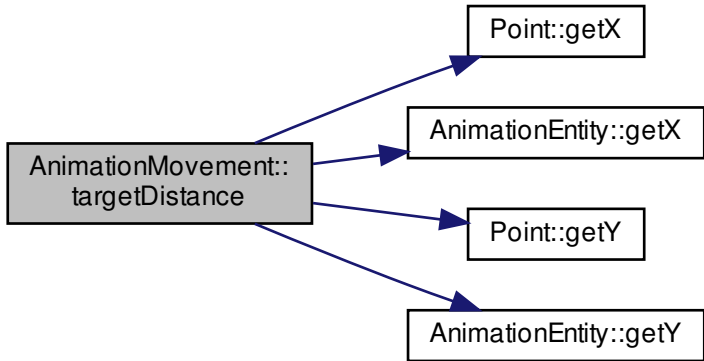 Point::getX
AnimationEntity::getX
AnimationMovement::
targetDistance
Point::getY
AnimationEntity::getY